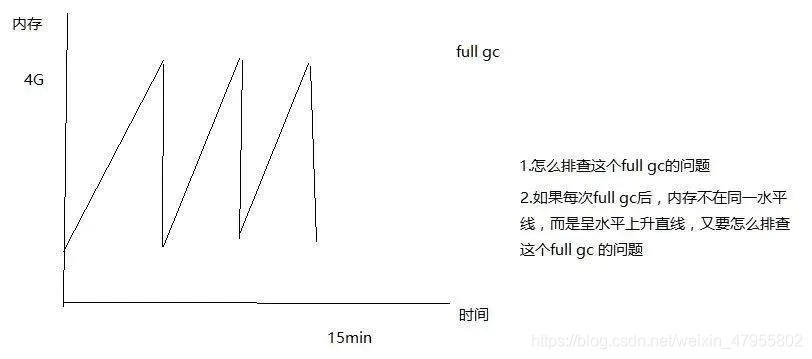 内存
full gc
4G
1.怎么排查这个full gc的问题
2.如果每次full gc后，内存不在同一水平
线，而是呈水平上升直线，又要怎么排查
这个full gc 的问题
时间
15min
https://blog.csdn.net/weixin_47955802